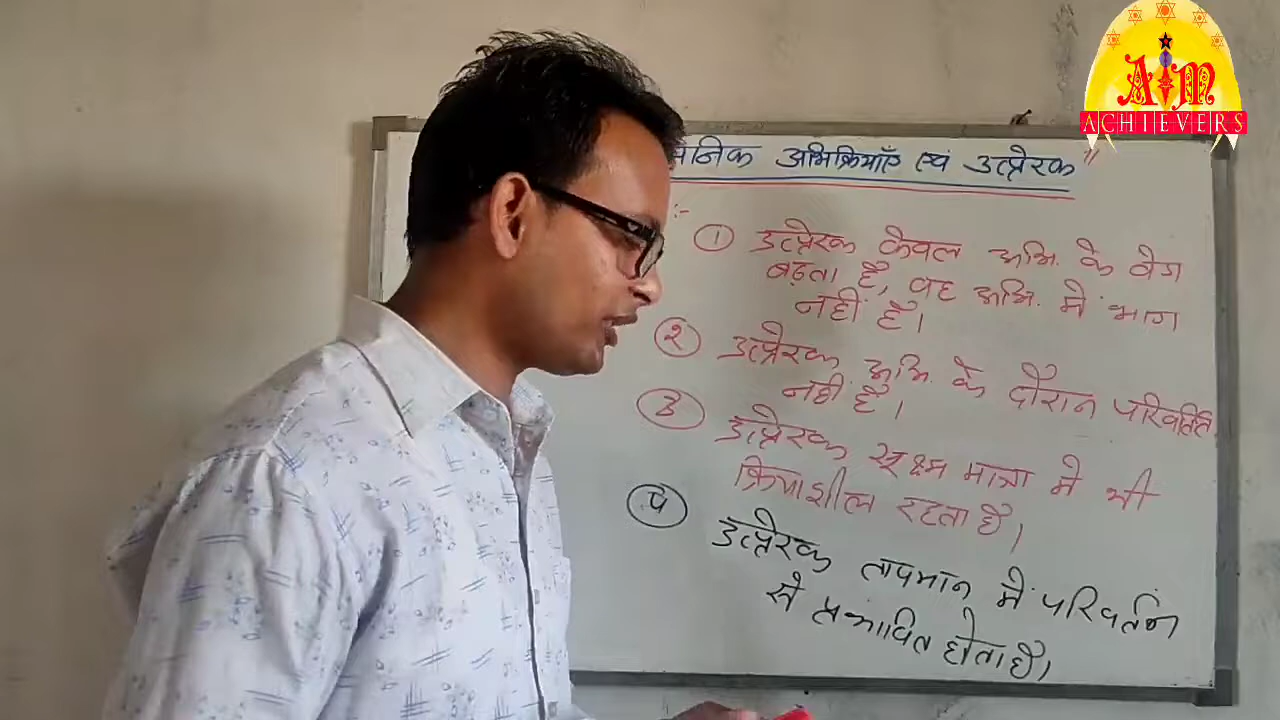 AIM
ACHIEVERS
अभिक्रियाएँ एवं उत्प्रेरक"
:-
① उत्प्रेरक केवल अभि. के वेग
बढ़ता है, वह अभि. में भाग
नहीं है।
② उत्प्रेरक अभि. के दौरान परिवर्तित
नहीं है।
③ उत्प्रेरक सूक्ष्म मात्रा मे भी
क्रियाशील रहता है।
④ उत्प्रेरक तापमान में परिवर्तन
से प्रभावित होता है।